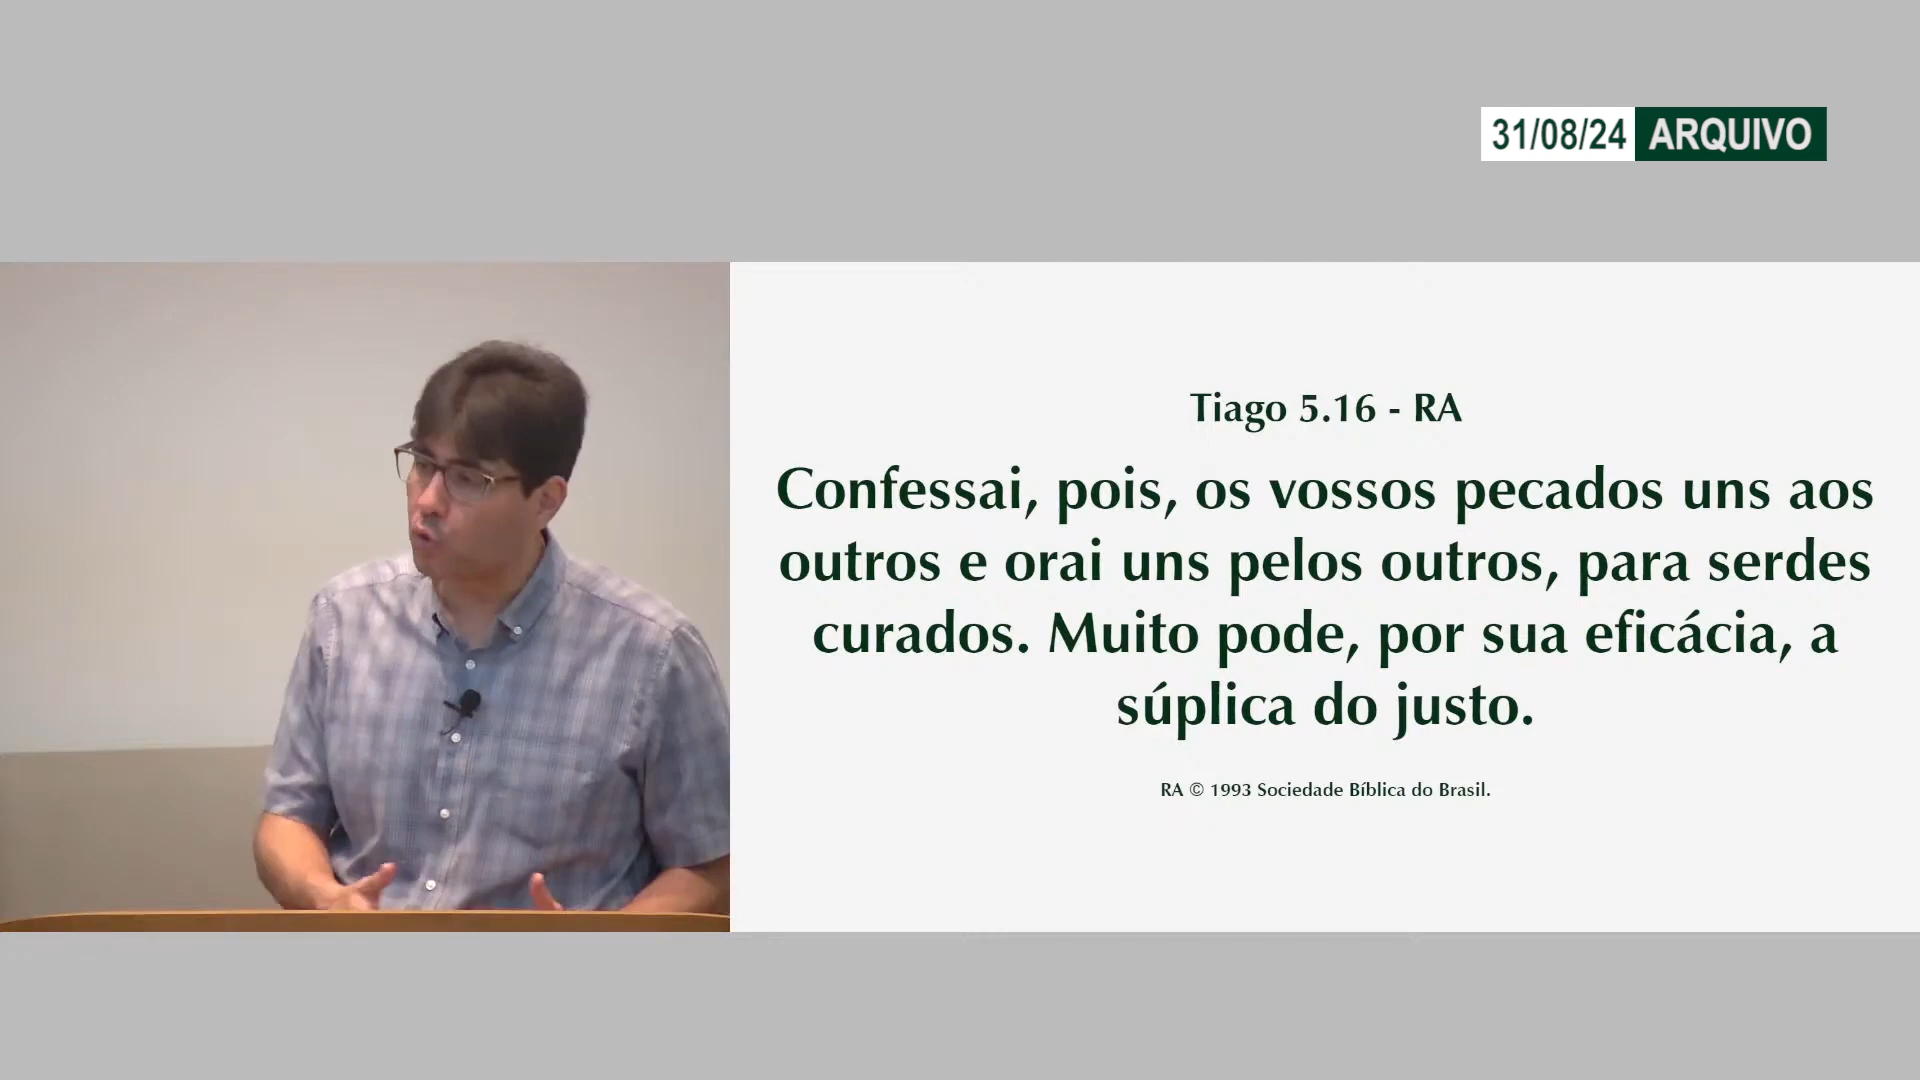 31/08/24 ARQUIVO
Tiago 5.16 - RA
Confessai, pois, os vossos pecados uns aos
outros e orai uns pelos outros, para serdes
curados. Muito pode, por sua eficácia, a
súplica do justo.
RA © 1993 Sociedade Bíblica do Brasil.